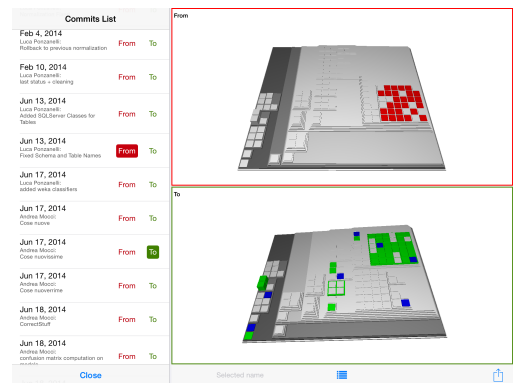 Commits List
Feb 4, 2014
Luca Ponzanelli:
Rollback to previous normalization
From To
Feb 10, 2014
Luca Ponzanelli:
last status + cleaning
From To
Jun 13, 2014
Luca Ponzanelli:
Added SQLServer Classes for
Tables
From To
Jun 13, 2014
Luca Ponzanelli:
Fixed Schema and Table Names
From To
Jun 17, 2014
Luca Ponzanelli:
added weka classifiers
From To
Jun 17, 2014
Andrea Mocci:
Cose nuove
From To
Jun 17, 2014
Andrea Mocci:
Cose nuovissime
From To
Jun 17, 2014
Andrea Mocci:
Cose nuoverrime
From To
Jun 18, 2014
Andrea Mocci:
CorrectStuff
From To
Jun 18, 2014
Andrea Mocci:
confusion matrix computation on
From To
Close
From
To
Selected name